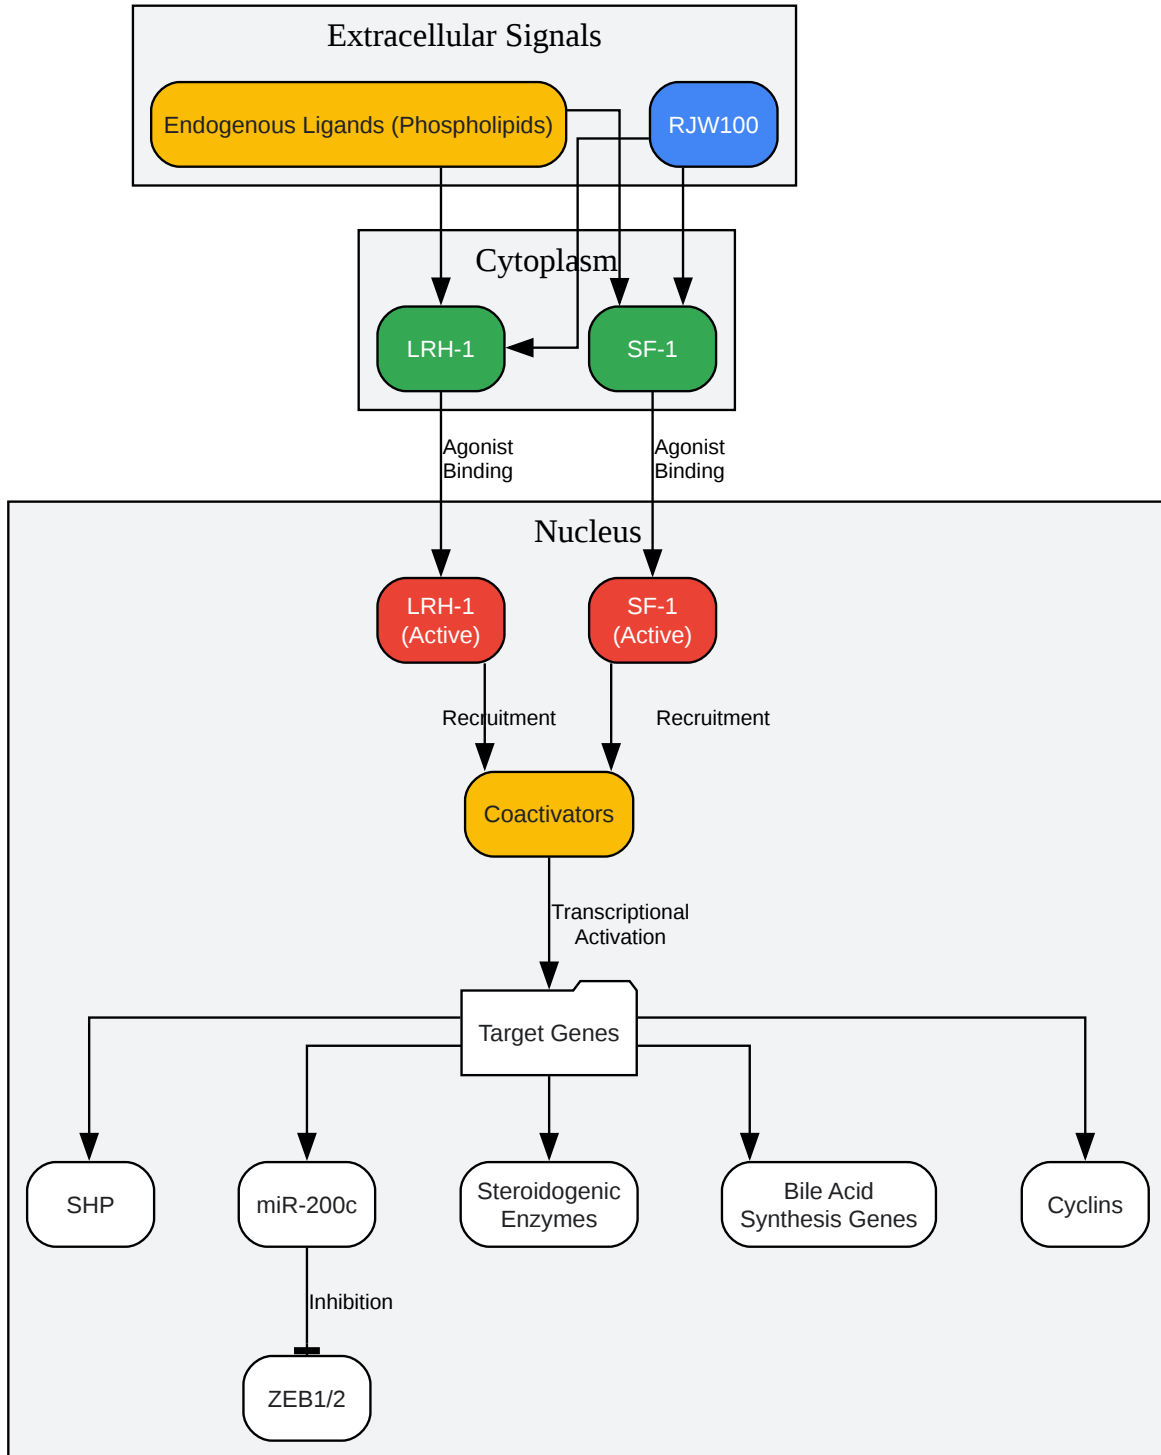 Extracellular Signals
Endogenous Ligands (Phospholipids)
RJW100
Cytoplasm
LRH-1
SF-1
Agonist
Binding
Agonist
Binding
Nucleus
LRH-1
(Active)
SF-1
(Active)
Recruitment
Recruitment
Coactivators
Transcriptional
Activation
Target Genes
SHP
miR-200c
Steroidogenic
Enzymes
Bile Acid
Synthesis Genes
Cyclins
Inhibition
ZEB1/2